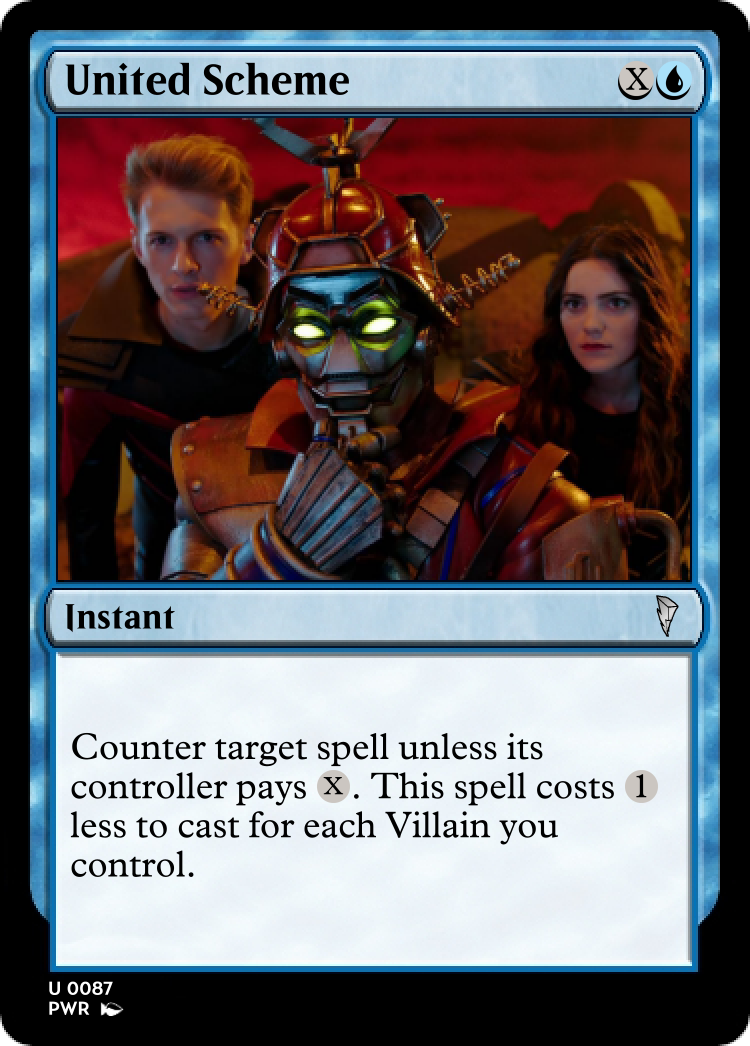 United Scheme X
Instant
Counter target spell unless its
controller pays X. This spell costs 1
less to cast for each Villain you
control.
U 0087
PWR